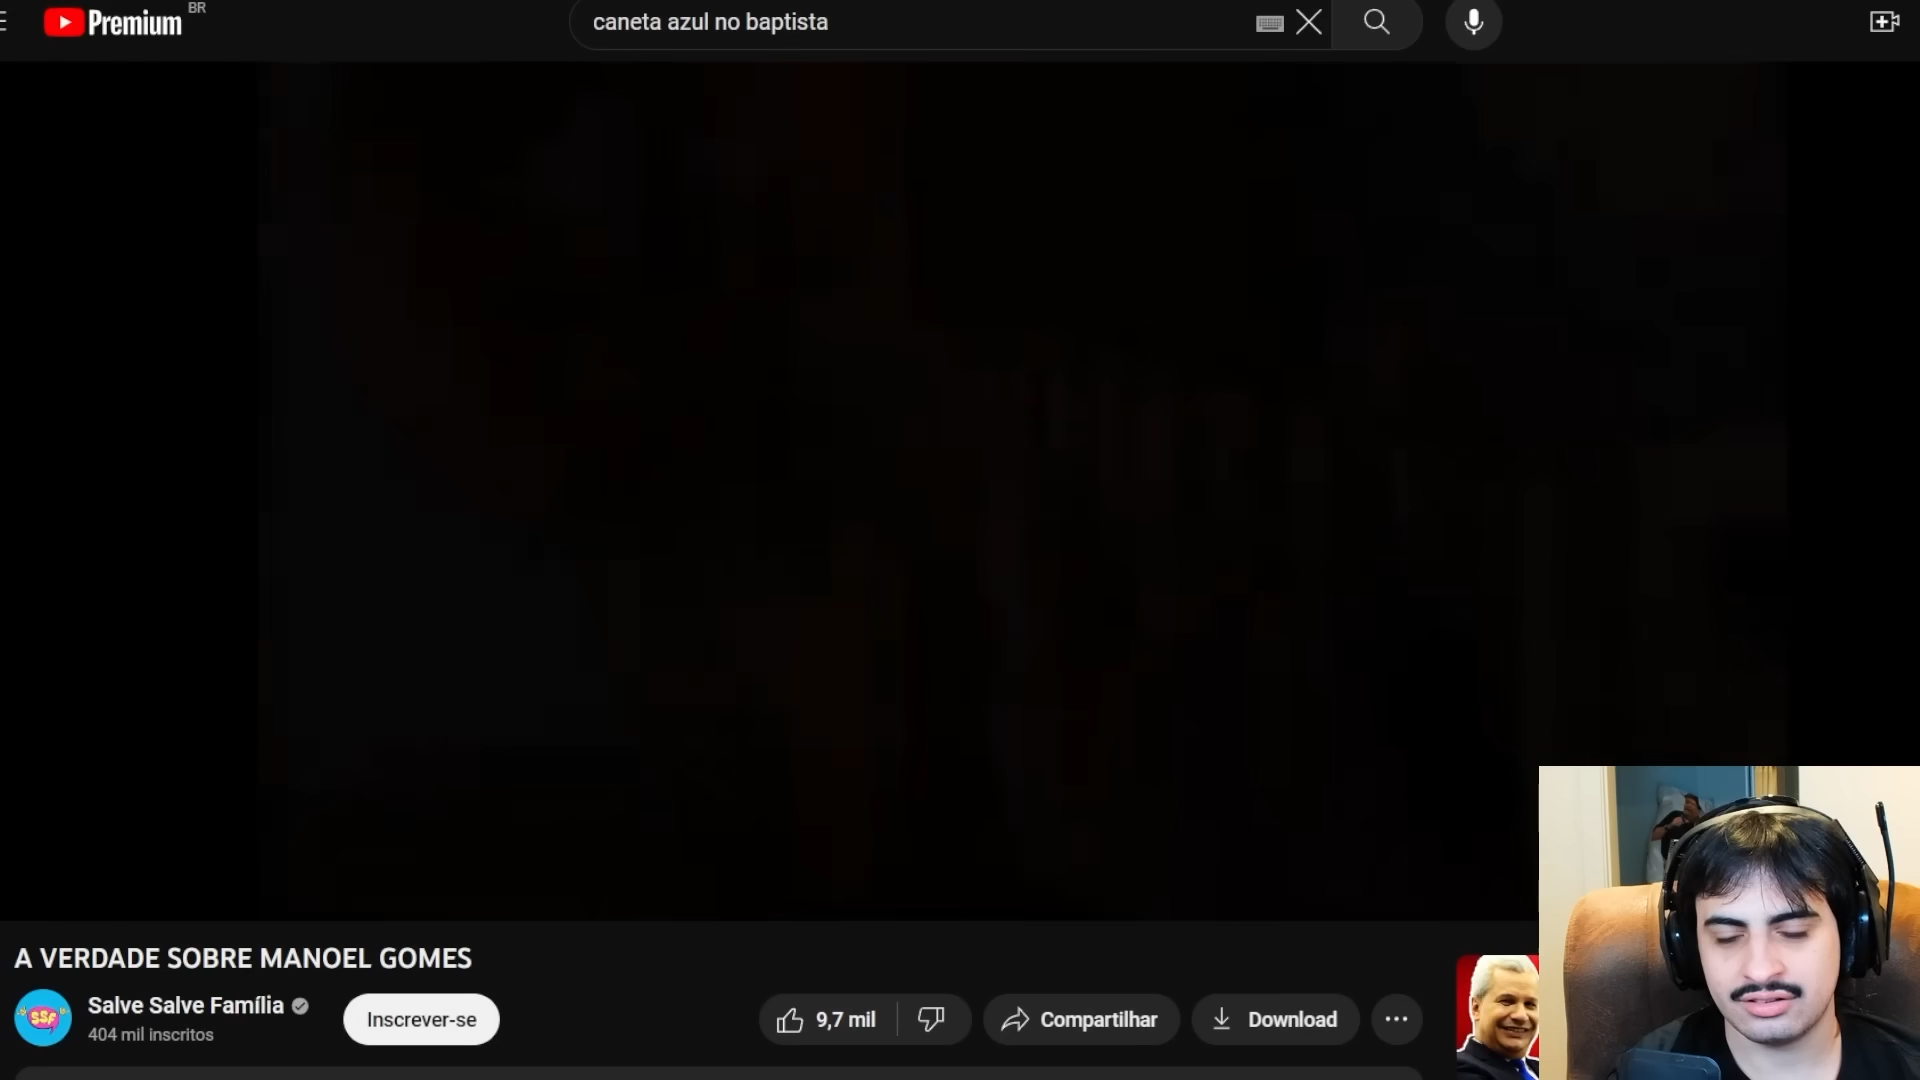 Premium
BR
caneta azul no baptista
A VERDADE SOBRE MANOEL GOMES
SSF
Salve Salve Família
404 mil inscritos
Inscrever-se
9,7 mil
Compartilhar
Download